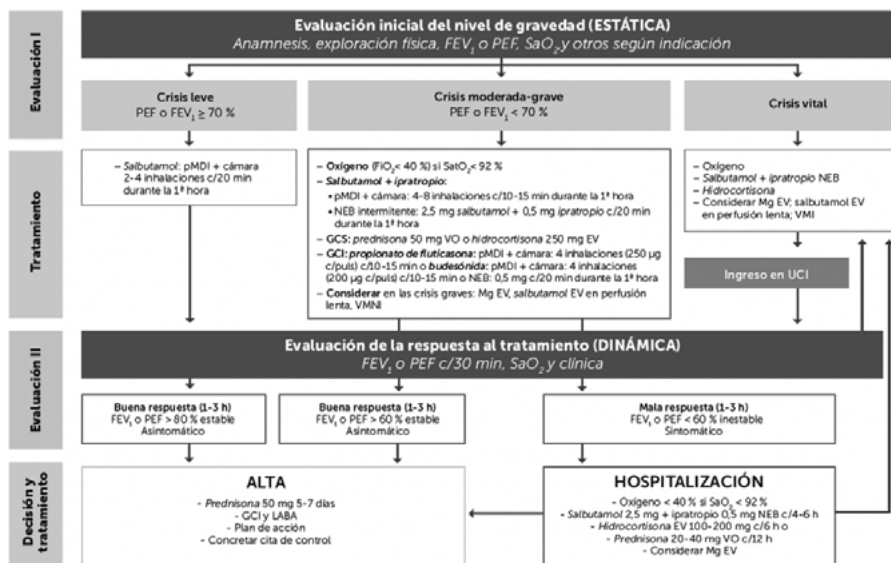 Evaluación I
Evaluación inicial del nivel de gravedad (ESTÁTICA)
Anamnesis, exploración física, FEV₁ o PEF, SaO₂ y otros según indicación
Crisis leve
PEF o FEV₁ ≥ 70 %
Crisis moderada-grave
PEF o FEV₁ < 70 %
Crisis vital
Tratamiento
– Salbutamol: pMDI + cámara
2-4 inhalaciones c/20 min
durante la 1ª hora
– Oxígeno (FiO₂< 40 %) si SatO₂< 92 %
– Salbutamol + ipratropio:
• pMDI + cámara: 4-8 inhalaciones c/10-15 min durante la 1ª hora
• NEB intermitente: 2,5 mg salbutamol + 0,5 mg ipratropio c/20 min
durante la 1ª hora
– GCS: prednisona 50 mg VO o hidrocortisona 250 mg EV
– GCI: propionato de fluticasona: pMDI + cámara: 4 inhalaciones (250 µg
c/puls) c/10-15 min o budesónida: pMDI + cámara: 4 inhalaciones
(200 µg c/puls) c/10-15 min o NEB: 0,5 mg c/20 min durante la 1ª hora
– Considerar en las crisis graves: Mg EV, salbutamol EV en perfusión
lenta, VMNI
– Oxígeno
– Salbutamol + ipratropio NEB
– Hidrocortisona
– Considerar Mg EV; salbutamol EV
en perfusión lenta; VMI
Ingreso en UCI
Evaluación II
Evaluación de la respuesta al tratamiento (DINÁMICA)
FEV₁ o PEF c/30 min, SaO₂ y clínica
Buena respuesta (1-3 h)
FEV₁ o PEF > 80 % estable
Asintomático
Buena respuesta (1-3 h)
FEV₁ o PEF > 60 % estable
Asintomático
Mala respuesta (1-3 h)
FEV₁ o PEF < 60 % inestable
Sintomático
Decisión y
tratamiento
ALTA
- Prednisona 50 mg 5-7 días
- GCI y LABA
- Plan de acción
- Concretar cita de control
HOSPITALIZACIÓN
- Oxígeno < 40 % si SaO₂ < 92 %
- Salbutamol 2,5 mg + ipratropio 0,5 mg NEB c/4-6 h
- Hidrocortisona EV 100-200 mg c/6 h o
- Prednisona 20-40 mg VO c/12 h
- Considerar Mg EV